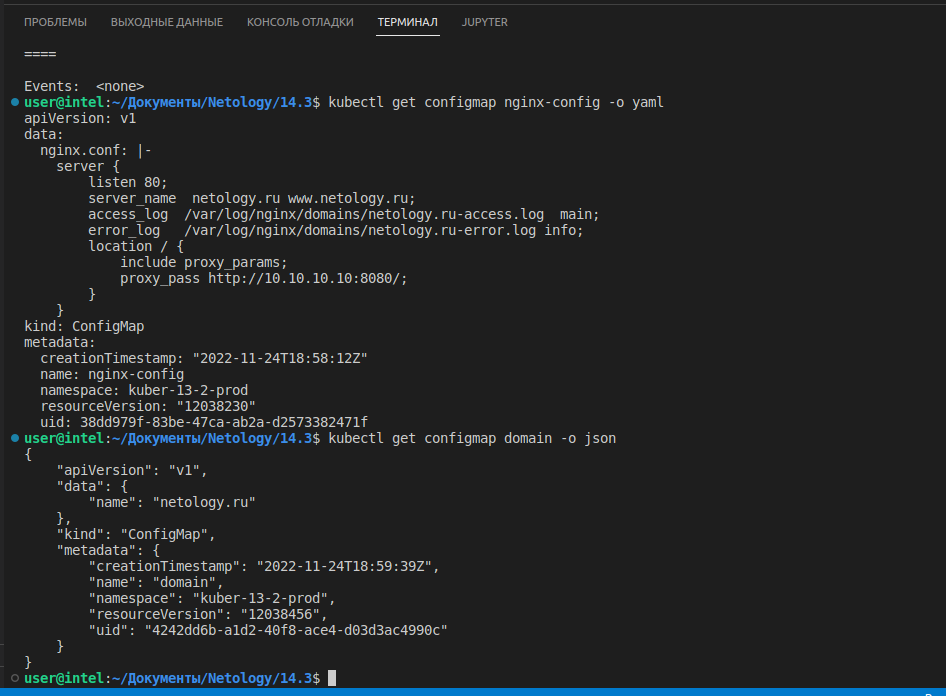 ПРОБЛЕМЫ ВЫХОДНЫЕ ДАННЫЕ КОНСОЛЬ ОТЛАДКИ ТЕРМИНАЛ JUPYTER
====
Events:  <none>
user@intel:~/Документы/Netology/14.3$ kubectl get configmap nginx-config -o yaml
apiVersion: v1
data:
  nginx.conf: |-
    server {
        listen 80;
        server_name  netology.ru www.netology.ru;
        access_log  /var/log/nginx/domains/netology.ru-access.log  main;
        error_log   /var/log/nginx/domains/netology.ru-error.log info;
        location / {
            include proxy_params;
            proxy_pass http://10.10.10.10:8080/;
        }
    }
kind: ConfigMap
metadata:
  creationTimestamp: "2022-11-24T18:58:12Z"
  name: nginx-config
  namespace: kuber-13-2-prod
  resourceVersion: "12038230"
  uid: 38dd979f-83be-47ca-ab2a-d2573382471f
user@intel:~/Документы/Netology/14.3$ kubectl get configmap domain -o json
{
    "apiVersion": "v1",
    "data": {
        "name": "netology.ru"
    },
    "kind": "ConfigMap",
    "metadata": {
        "creationTimestamp": "2022-11-24T18:59:39Z",
        "name": "domain",
        "namespace": "kuber-13-2-prod",
        "resourceVersion": "12038456",
        "uid": "4242dd6b-a1d2-40f8-ace4-d03d3ac4990c"
    }
}
user@intel:~/Документы/Netology/14.3$